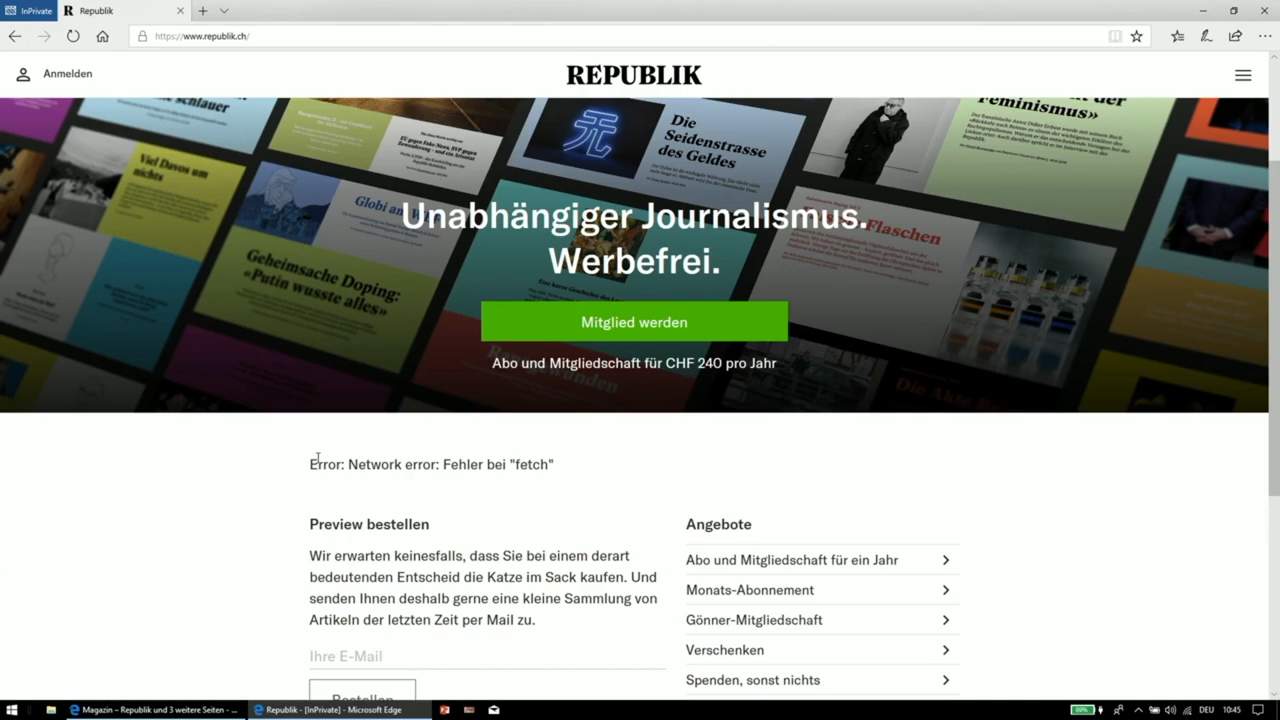 InPrivate
Republik
https://www.republik.ch/
Anmelden
REPUBLIK
schlauer
Viel Davos um
nichts
Globi
Geheimsache Doping:
«Putin wusste alles»
Die
Seidenstrasse
des Geldes
Feminismus»
Flaschen
Unabhängiger Journalismus.
Werbefrei.
Mitglied werden
Abo und Mitgliedschaft für CHF 240 pro Jahr
Error: Network error: Fehler bei "fetch"
Preview bestellen
Wir erwarten keinesfalls, dass Sie bei einem derart
bedeutenden Entscheid die Katze im Sack kaufen. Und
senden Ihnen deshalb gerne eine kleine Sammlung von
Artikeln der letzten Zeit per Mail zu.
Ihre E-Mail
Bestellen
Angebote
Abo und Mitgliedschaft für ein Jahr
Monats-Abonnement
Gönner-Mitgliedschaft
Verschenken
Spenden, sonst nichts
Magazin – Republik und 3 weitere Seiten - ...
Republik - [InPrivate] - Microsoft Edge
99%
DEU
10:45